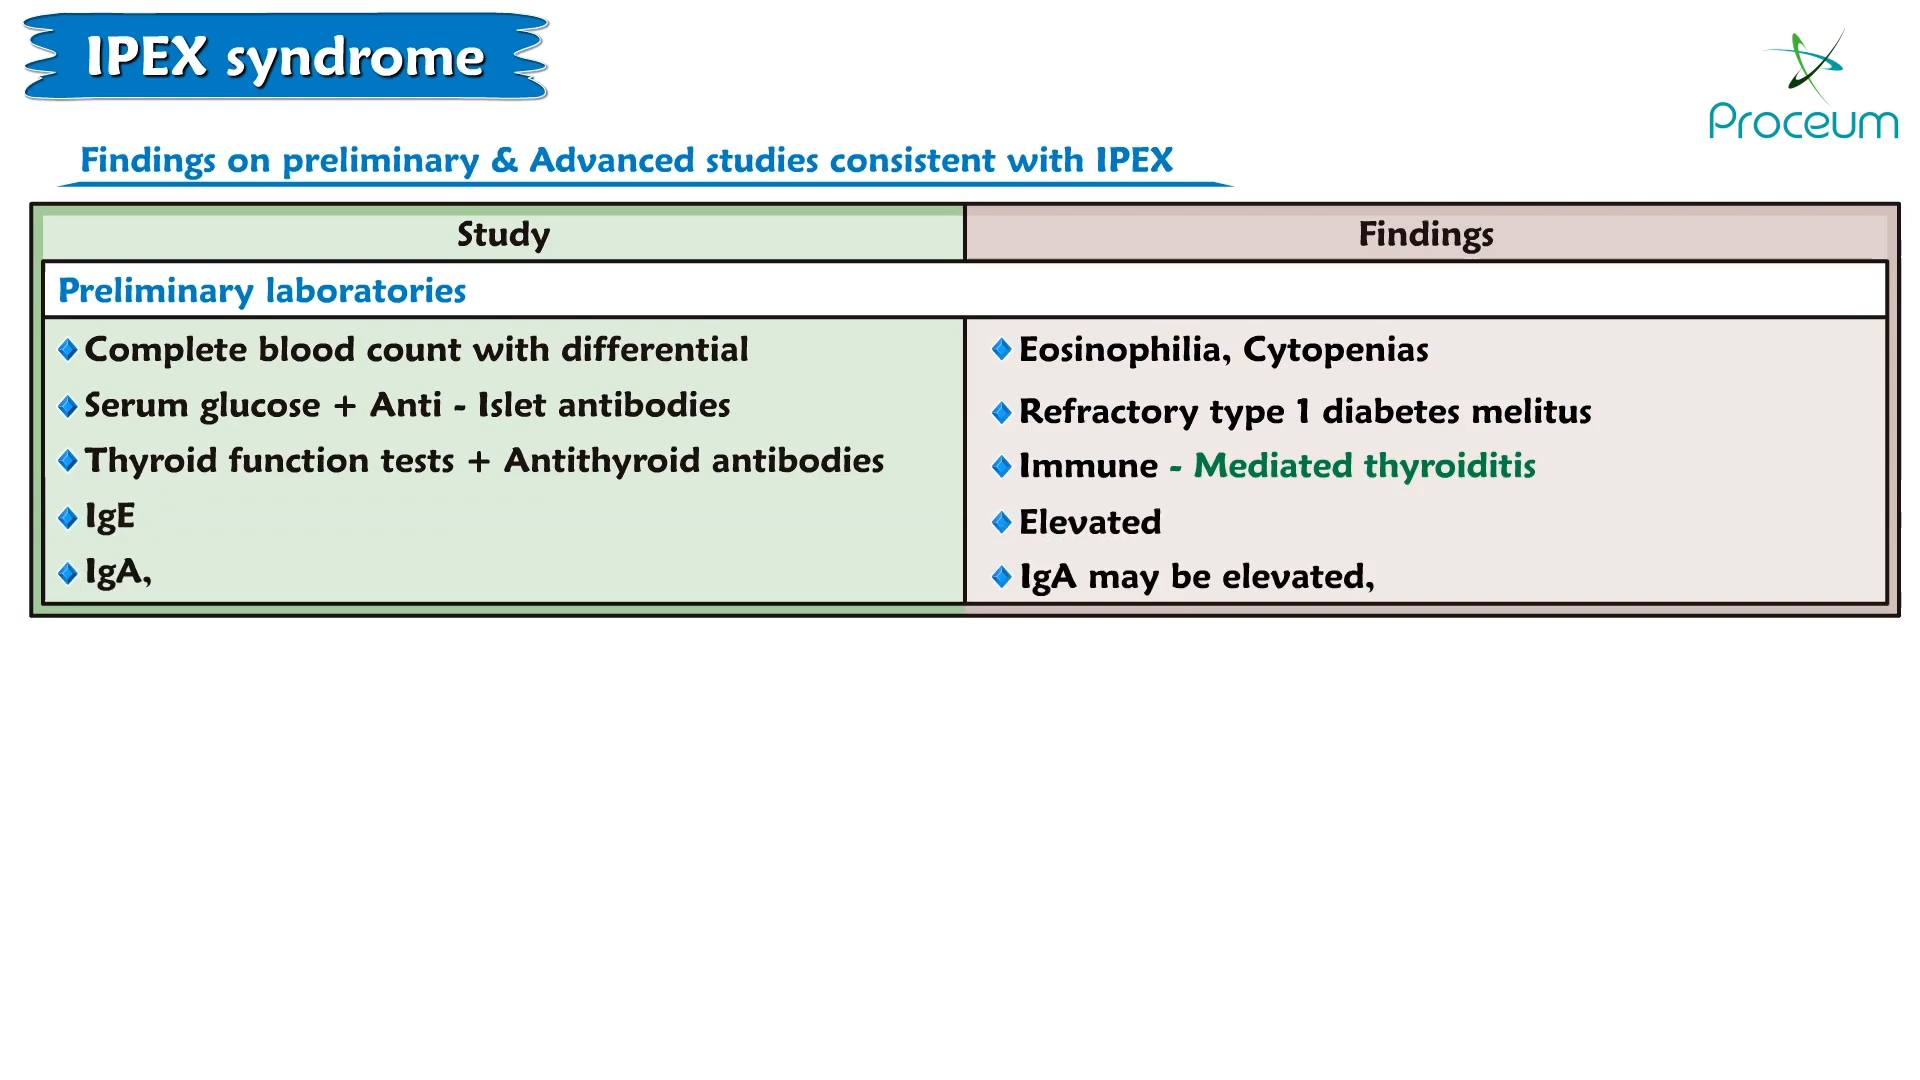 IPEX syndrome
Proceum
Findings on preliminary & Advanced studies consistent with IPEX
Study
Findings
Preliminary laboratories
Complete blood count with differential
Eosinophilia, Cytopenias
Serum glucose + Anti - Islet antibodies
Refractory type 1 diabetes melitus
Thyroid function tests + Antithyroid antibodies
Immune - Mediated thyroiditis
IgE
Elevated
IgA,
IgA may be elevated,